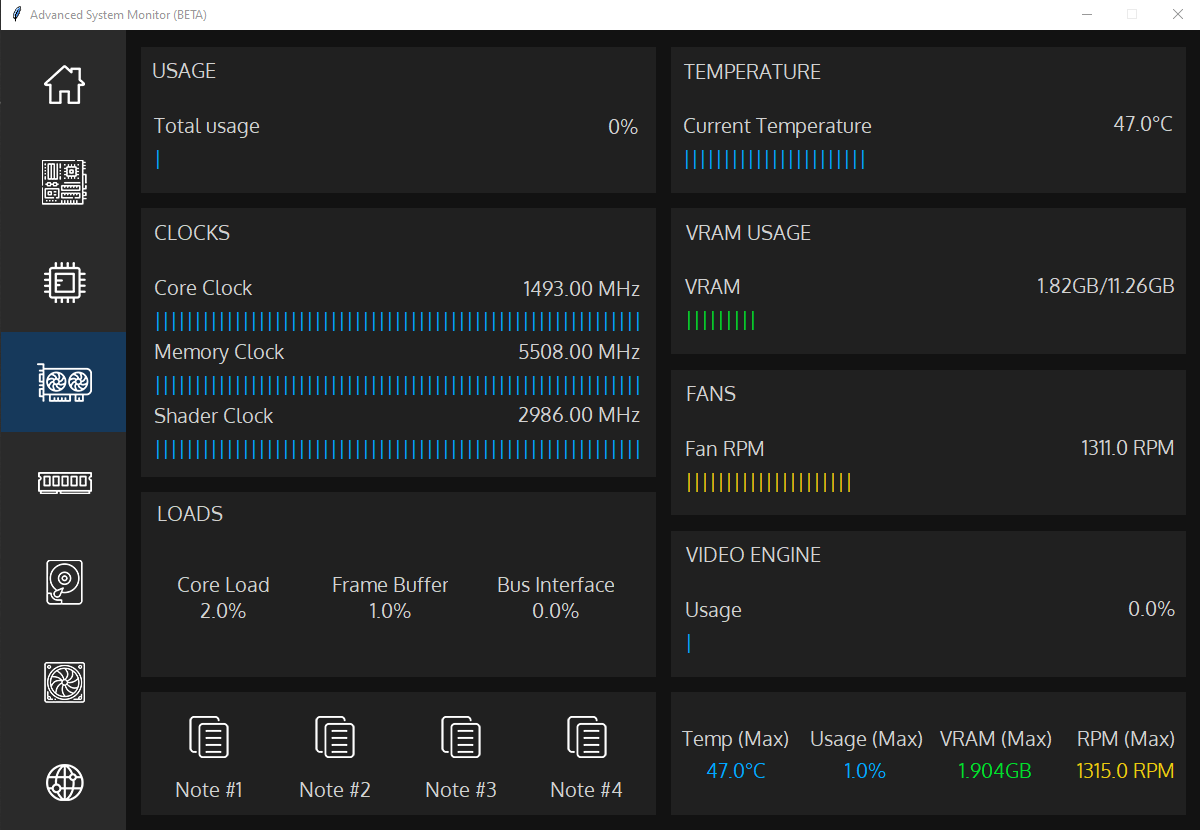 Advanced System Monitor (BETA)
USAGE
Total usage 0%
TEMPERATURE
Current Temperature 47.0°C
CLOCKS
Core Clock 1493.00 MHz
Memory Clock 5508.00 MHz
Shader Clock 2986.00 MHz
VRAM USAGE
VRAM 1.82GB/11.26GB
FANS
Fan RPM 1311.0 RPM
LOADS
Core Load Frame Buffer Bus Interface
2.0% 1.0% 0.0%
VIDEO ENGINE
Usage 0.0%
Note #1 Note #2 Note #3 Note #4
Temp (Max) Usage (Max) VRAM (Max) RPM (Max)
47.0°C 1.0% 1.904GB 1315.0 RPM